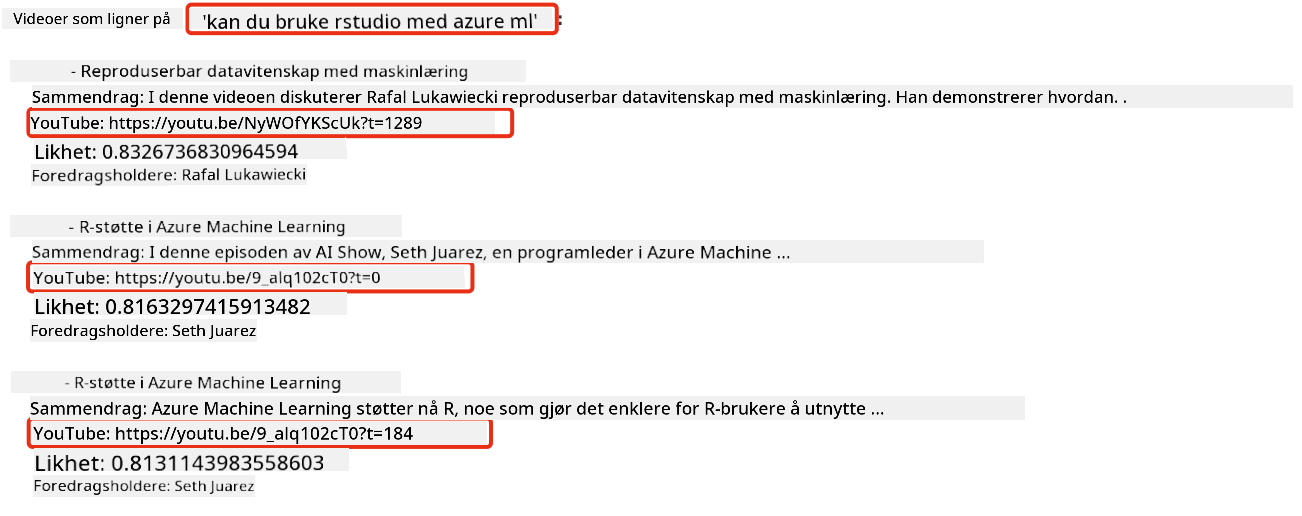 Videoer som ligner på 'kan du bruke rstudio med azure ml' :
- Reproduserbar datavitenskap med maskinlæring
Sammendrag: I denne videoen diskuterer Rafal Lukawiecki reproduserbar datavitenskap med maskinlæring. Han demonstrerer hvordan. .
YouTube: https://youtu.be/NyWOfYKScUk?t=1289
Likhet: 0.8326736830964594
Foredragsholdere: Rafal Lukawiecki
- R-støtte i Azure Machine Learning
Sammendrag: I denne episoden av AI Show, Seth Juarez, en programleder i Azure Machine ...
YouTube: https://youtu.be/9_alq102cT0?t=0
Likhet: 0.8163297415913482
Foredragsholdere: Seth Juarez
- R-støtte i Azure Machine Learning
Sammendrag: Azure Machine Learning støtter nå R, noe som gjør det enklere for R-brukere å utnytte ...
YouTube: https://youtu.be/9_alq102cT0?t=184
Likhet: 0.8131143983558603
Foredragsholdere: Seth Juarez